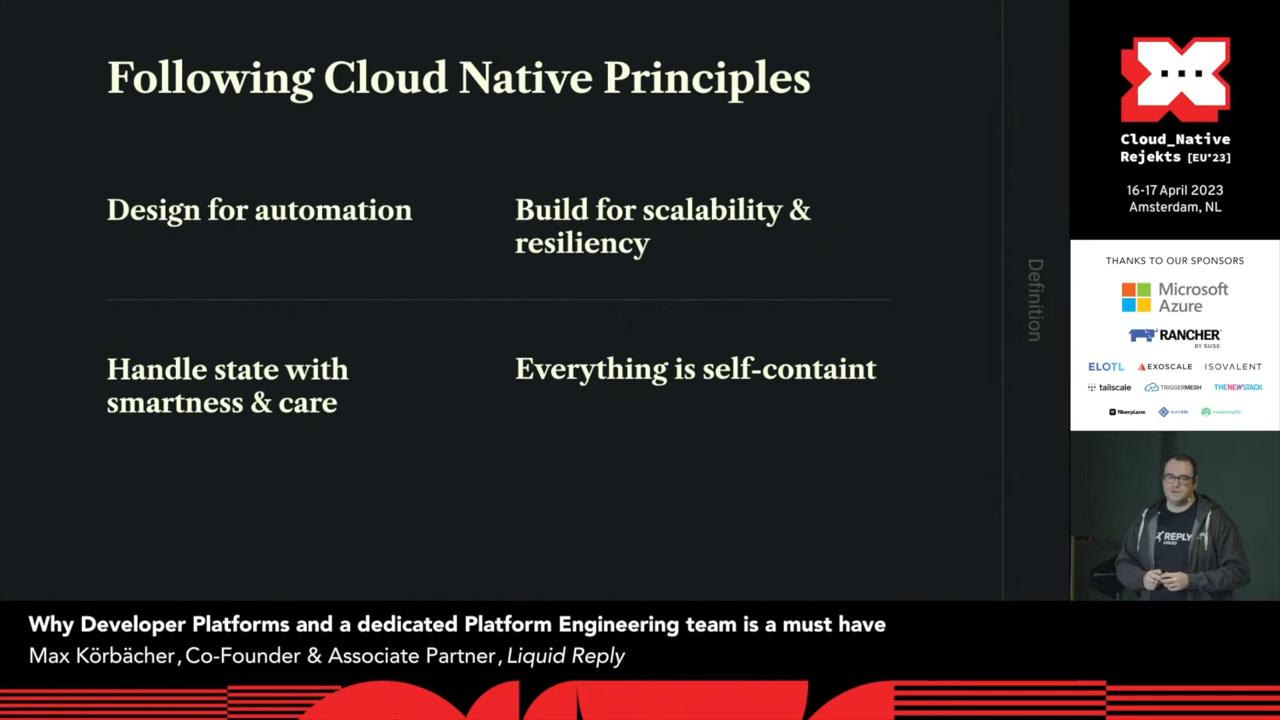 Following Cloud Native Principles
Design for automation
Build for scalability &
resiliency
Handle state with
smartness & care
Everything is self-containt
Definition
Cloud_Native
Rejekts [EU'23]
16-17 April 2023
Amsterdam, NL
THANKS TO OUR SPONSORS
Microsoft
Azure
RANCHER
BY SUSE
ELOTL
EXOSCALE
ISOVALENT
tailscale
TRIGGERMESH
THENEWSTACK
fiberplane
REPLY
LIQUID
Why Developer Platforms and a dedicated Platform Engineering team is a must have
Max Körbächer, Co-Founder & Associate Partner, Liquid Reply